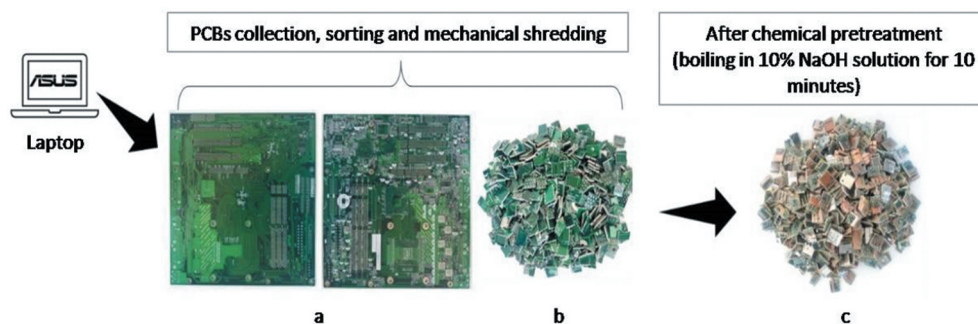 PCBs collection, sorting and mechanical shredding
After chemical pretreatment
(boiling in 10% NaOH solution for 10
minutes)
ASUS
Laptop
a
b
c